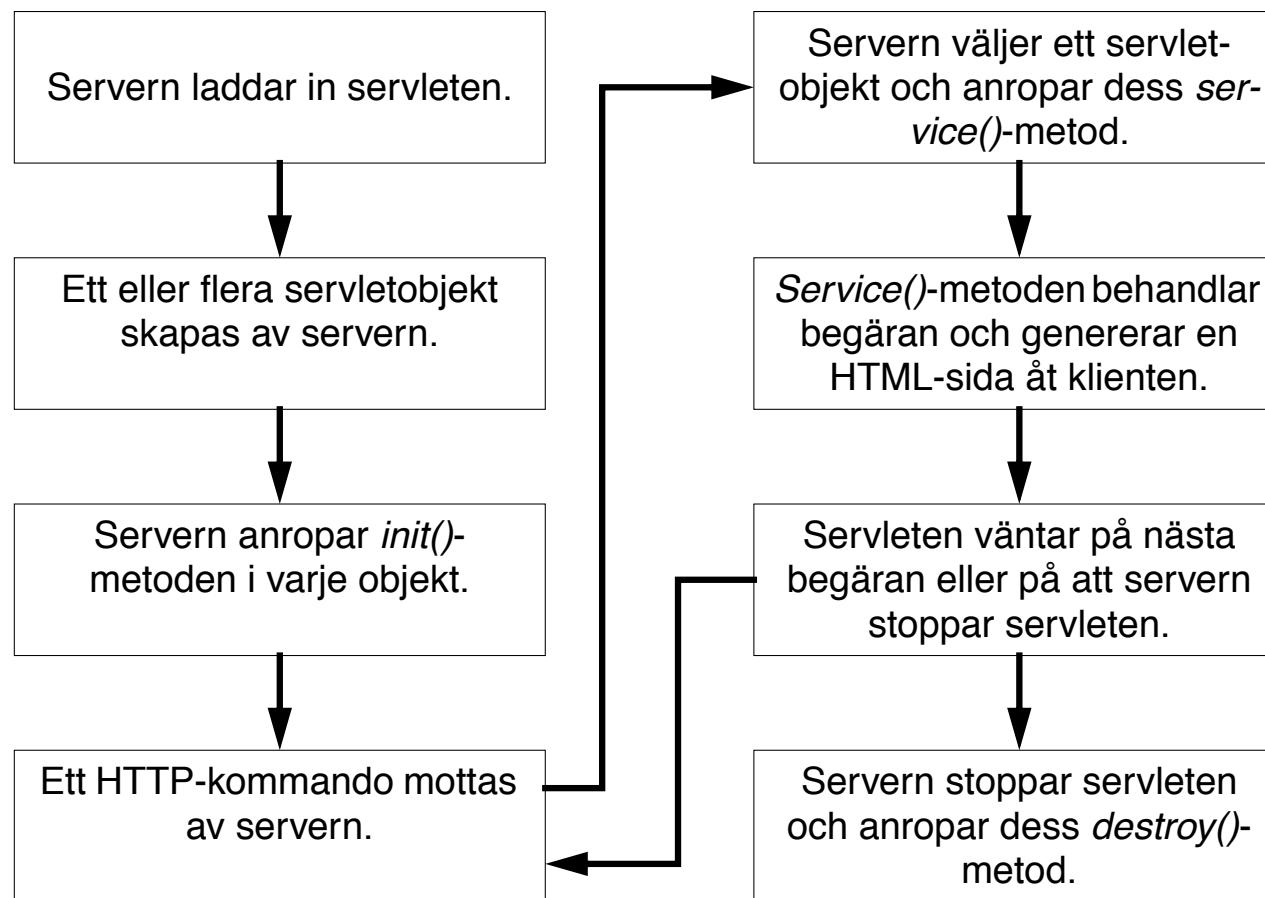 Servern laddar in servleten.
Ett eller flera servletobjekt
skapas av servern.
Servern anropar init()-
metoden i varje objekt.
Ett HTTP-kommando mottas
av servern.
Servern väljer ett servlet-
objekt och anropar dess ser-
vice()-metod.
Service()-metoden behandlar
begäran och genererar en
HTML-sida åt klienten.
Servleten väntar på nästa
begäran eller på att servern
stoppar servleten.
Servern stoppar servleten
och anropar dess destroy()-
metod.